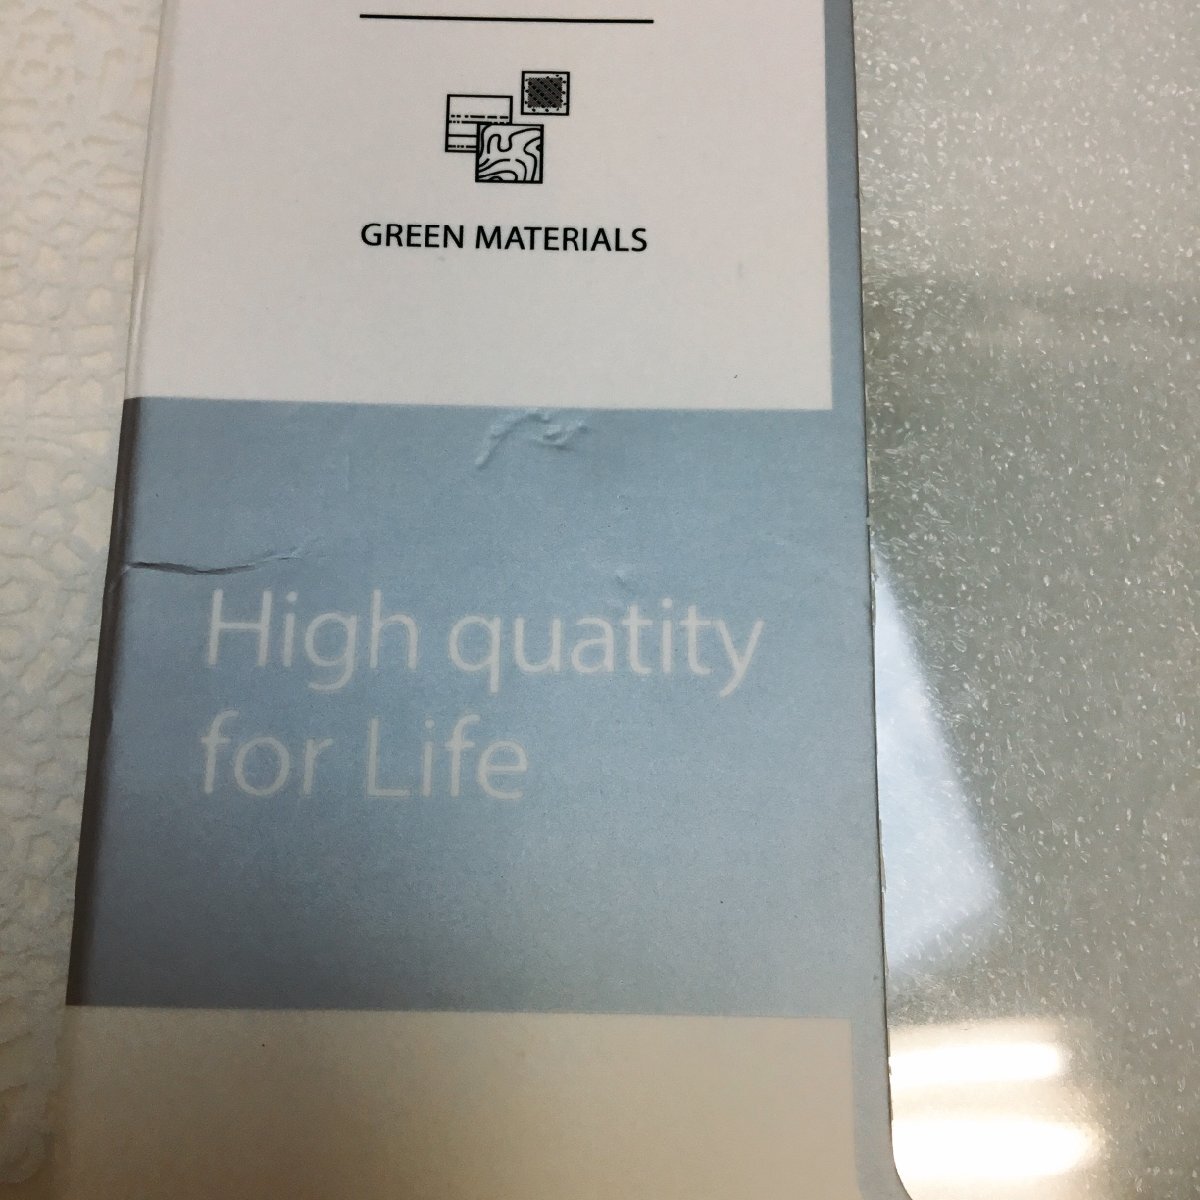 GREEN MATERIALS
High quatity
for Life